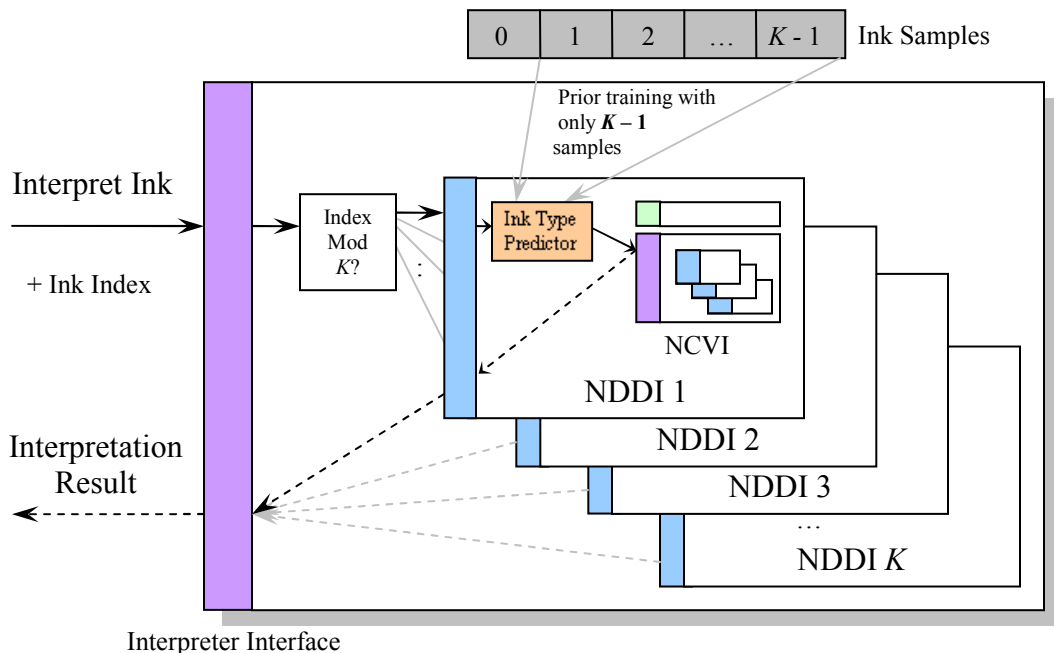 0 1 2 … K - 1 Ink Samples
Prior training with
only K – 1
samples
Interpret Ink
+ Ink Index
Index
Mod
K?
:
Ink Type
Predictor
NCVI
NDDI 1
NDDI 2
NDDI 3
…
NDDI K
Interpretation
Result
Interpreter Interface